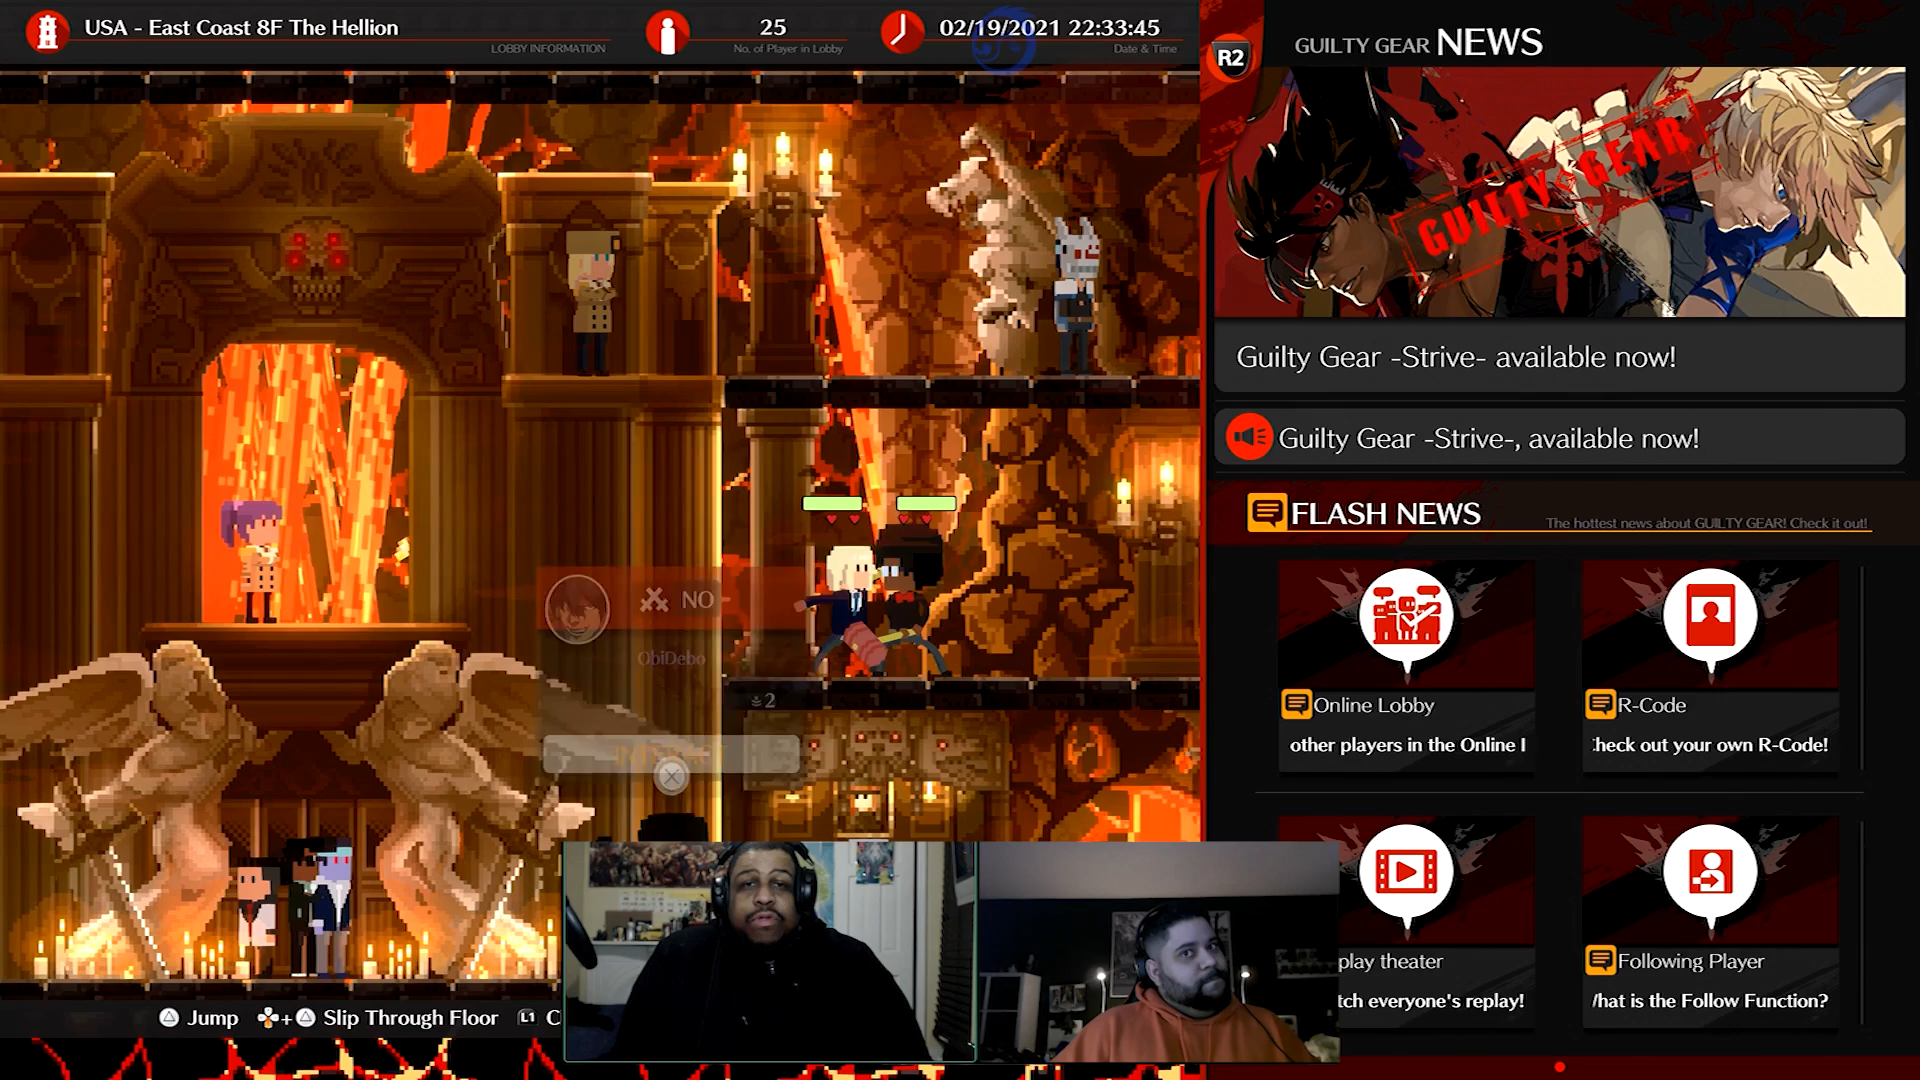 USA - East Coast 8F The Hellion
LOBBY INFORMATION
25
No. of Player in Lobby
02/19/2021 22:33:45
Date & Time
R2
GUILTY GEAR NEWS
GUILTY GEAR
Guilty Gear -Strive- available now!
Guilty Gear -Strive-, available now!
FLASH NEWS
The hottest news about GUILTY GEAR! Check it out!
Online Lobby
other players in the Online l
R-Code
heck out your own R-Code!
play theater
tch everyone's replay!
Following Player
hat is the Follow Function?
NO
ObiDebo
2
INTERACT
Jump
+
Slip Through Floor
L1
C